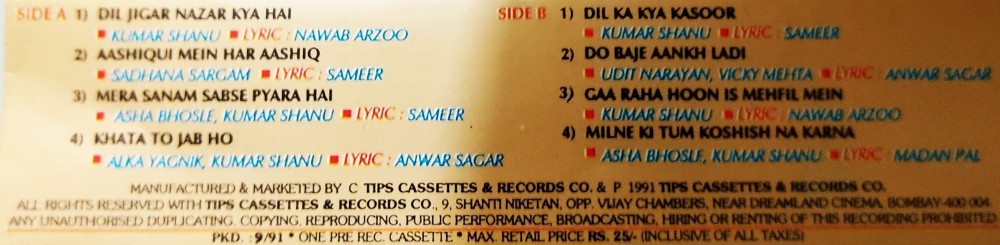 SIDE A 1) DIL JIGAR NAZAR KYA HAI
KUMAR SHANU LYRIC : NAWAB ARZOO
2) AASHIQUI MEIN HAR AASHIQ
SADHANA SARGAM LYRIC : SAMEER
3) MERA SANAM SABSE PYARA HAI
ASHA BHOSLE, KUMAR SHANU LYRIC : SAMEER
4) KHATA TO JAB HO
ALKA YAGNIK, KUMAR SHANU LYRIC : ANWAR SAGAR
SIDE B 1) DIL KA KYA KASOOR
KUMAR SHANU LYRIC : SAMEER
2) DO BAJE AANKH LADI
UDIT NARAYAN, VICKY MEHTA LYRIC : ANWAR SAGAR
3) GAA RAHA HOON IS MEHFIL MEIN
KUMAR SHANU LYRIC : NAWAB ARZOO
4) MILNE KI TUM KOSHISH NA KARNA
ASHA BHOSLE, KUMAR SHANU LYRIC : MADAN PAL
MANUFACTURED & MARKETED BY C TIPS CASSETTES & RECORDS CO. & P 1991 TIPS CASSETTES & RECORDS CO.
ALL RIGHTS RESERVED WITH TIPS CASSETTES & RECORDS CO., 9, SHANTI NIKETAN, OPP. VIJAY CHAMBERS, NEAR DREAMLAND CINEMA, BOMBAY-400 004.
ANY UNAUTHORISED DUPLICATING, COPYING, REPRODUCING, PUBLIC PERFORMANCE, BROADCASTING, HIRING OR RENTING OF THIS RECORDING PROHIBITED.
PKD. : 9/91 * ONE PRE REC. CASSETTE * MAX. RETAIL PRICE RS. 25/- (INCLUSIVE OF ALL TAXES)